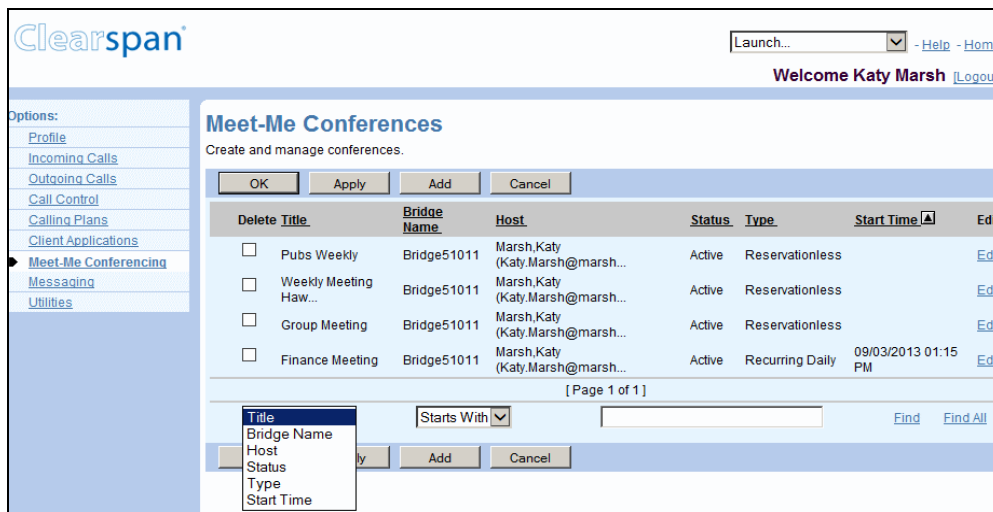 Clearspan®
Launch... - Help - Hom
Welcome Katy Marsh [Logou
Options:
Profile
Incoming Calls
Outgoing Calls
Call Control
Calling Plans
Client Applications
Meet-Me Conferencing
Messaging
Utilities
Meet-Me Conferences
Create and manage conferences.
OK Apply Add Cancel
Delete Title Bridge Name Host Status Type Start Time Edi
Pubs Weekly Bridge51011 Marsh,Katy (Katy.Marsh@marsh... Active Reservationless Ed
Weekly Meeting Haw... Bridge51011 Marsh,Katy (Katy.Marsh@marsh... Active Reservationless Ed
Group Meeting Bridge51011 Marsh,Katy (Katy.Marsh@marsh... Active Reservationless Ed
Finance Meeting Bridge51011 Marsh,Katy (Katy.Marsh@marsh... Active Recurring Daily 09/03/2013 01:15 PM Ed
[ Page 1 of 1 ]
Title Starts With Find Find All
Bridge Name
Host
Status
Type
Start Time
ly Add Cancel